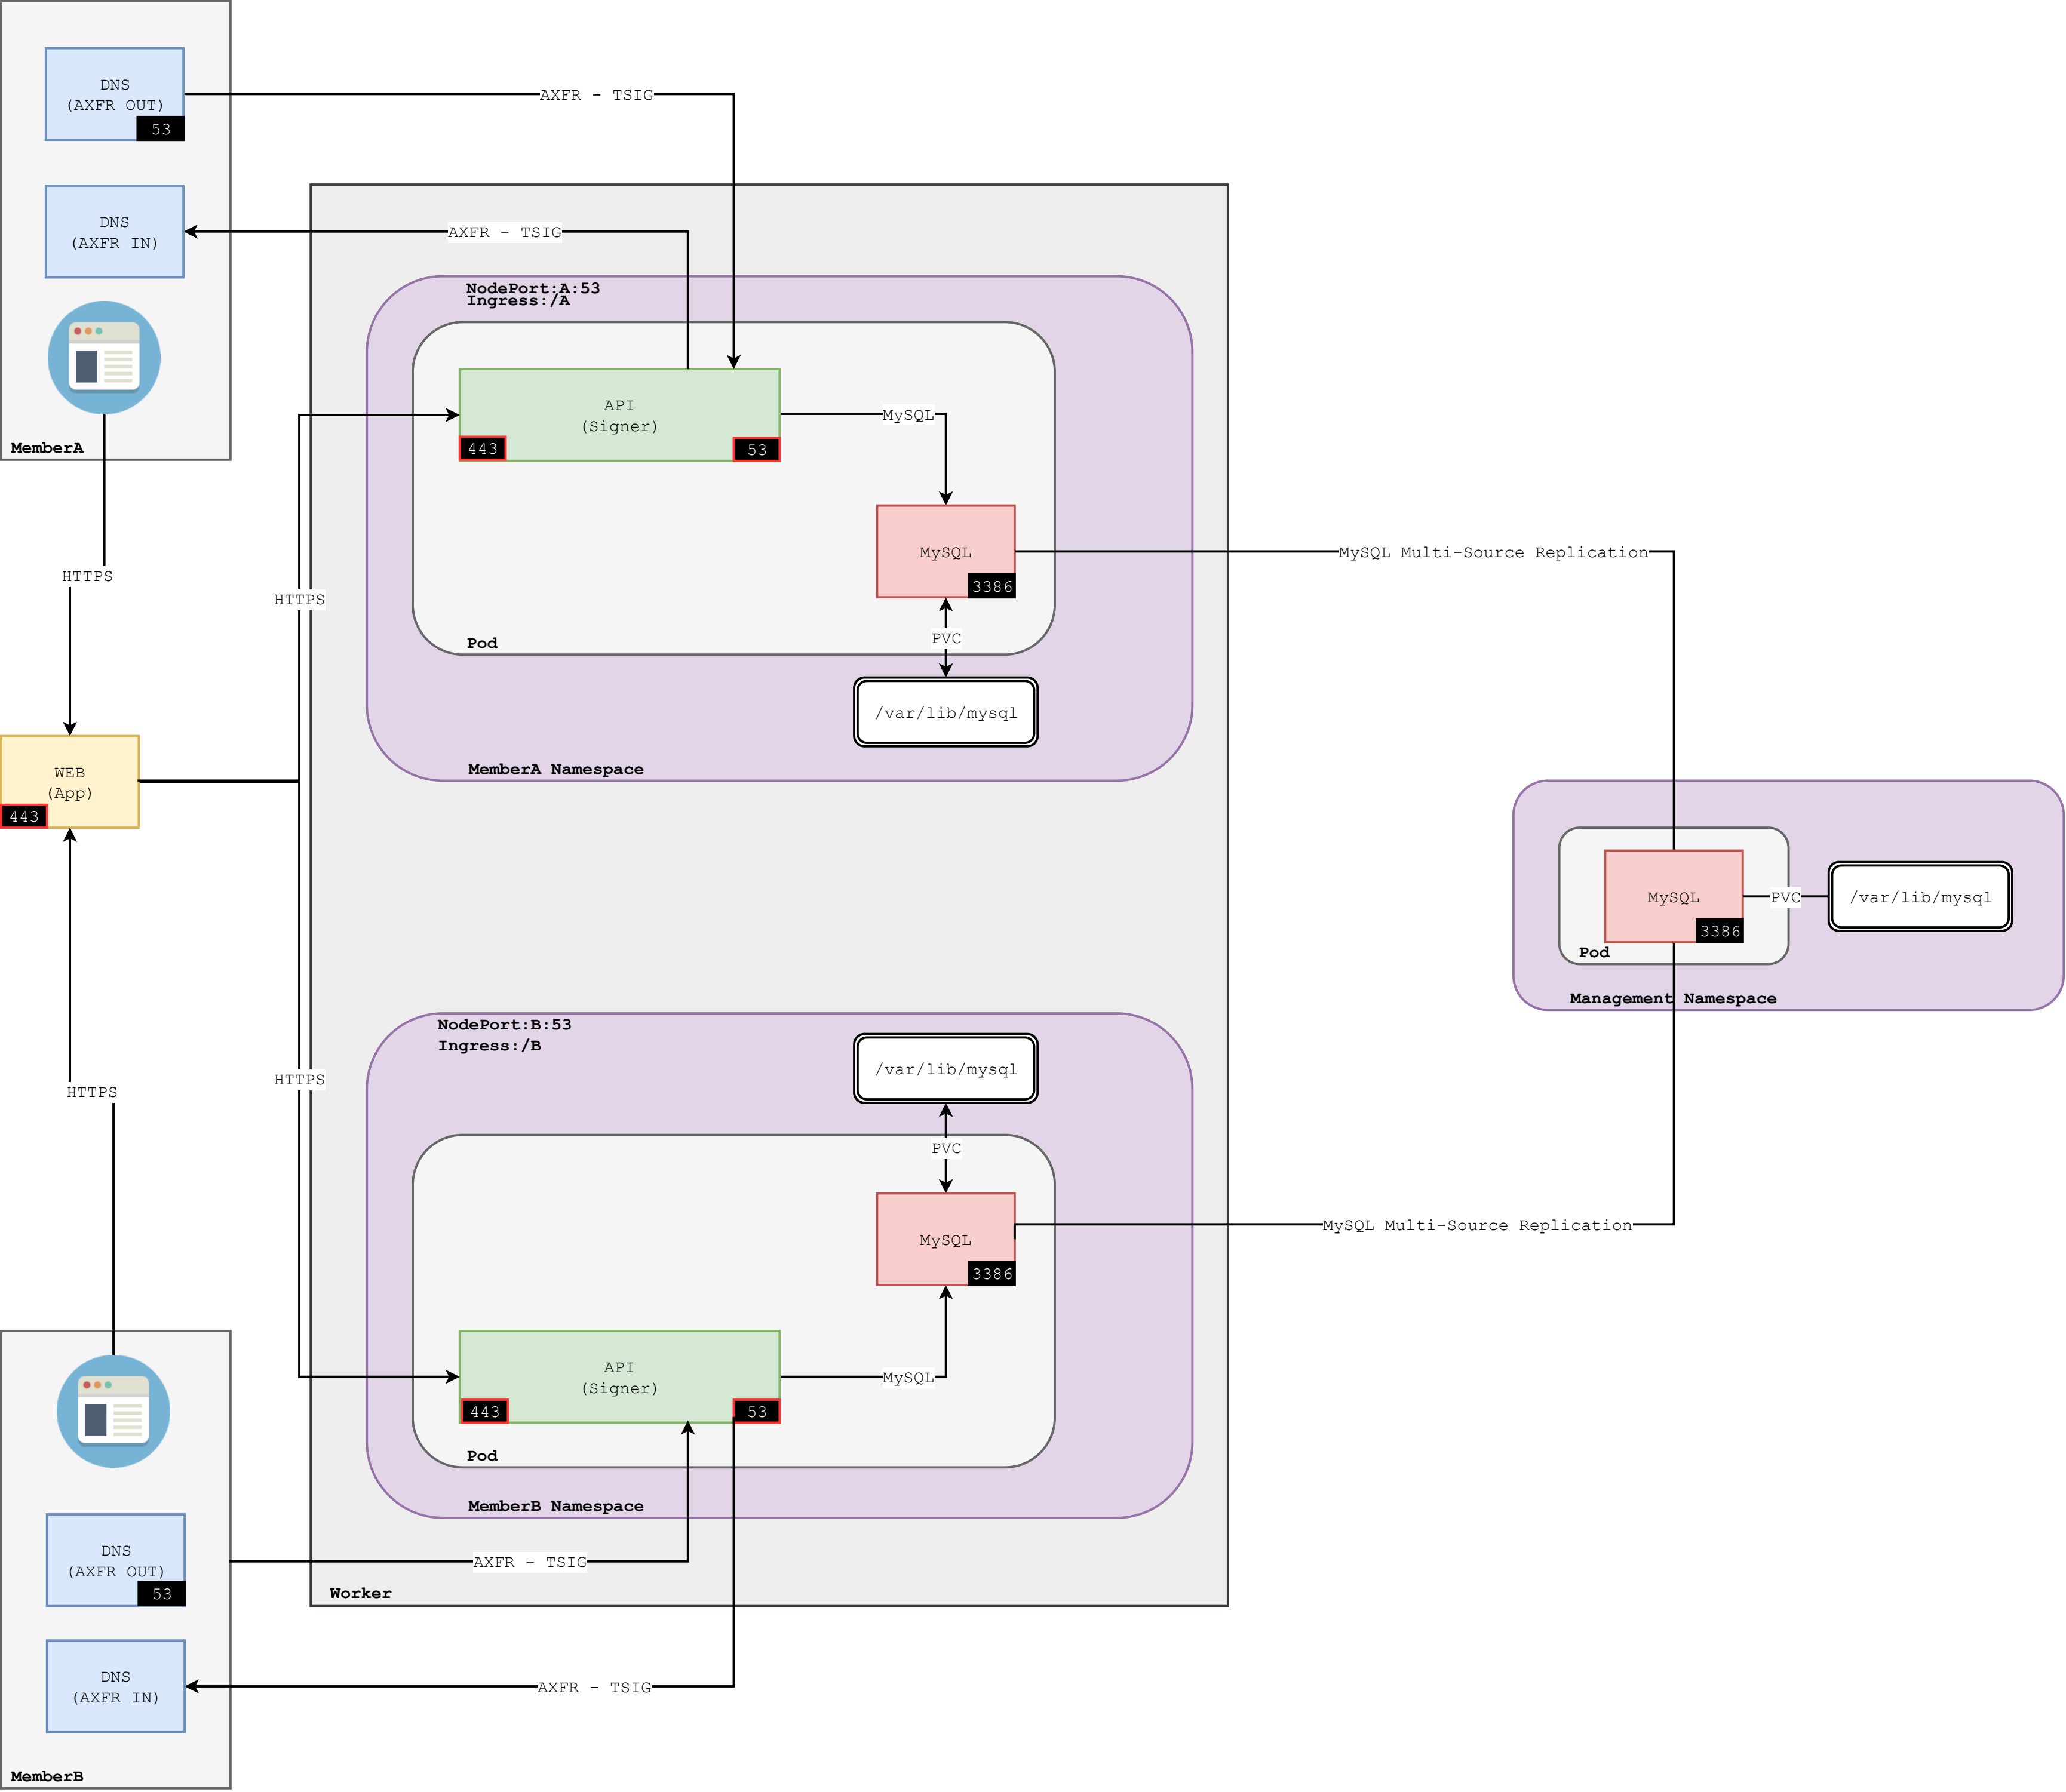 DNS
(AXFR OUT)
53
AXFR - TSIG
DNS
(AXFR IN)
AXFR - TSIG
MemberA
HTTPS
NodePort:A:53
Ingress:/A
API
(Signer)
443
53
MySQL
MySQL
3386
PVC
Pod
/var/lib/mysql
MemberA Namespace
HTTPS
MySQL Multi-Source Replication
WEB
(App)
443
MySQL
3386
PVC
/var/lib/mysql
Pod
Management Namespace
HTTPS
HTTPS
NodePort:B:53
Ingress:/B
/var/lib/mysql
PVC
MySQL
3386
MySQL Multi-Source Replication
API
(Signer)
443
53
MySQL
Pod
MemberB Namespace
DNS
(AXFR OUT)
53
AXFR - TSIG
Worker
DNS
(AXFR IN)
AXFR - TSIG
MemberB